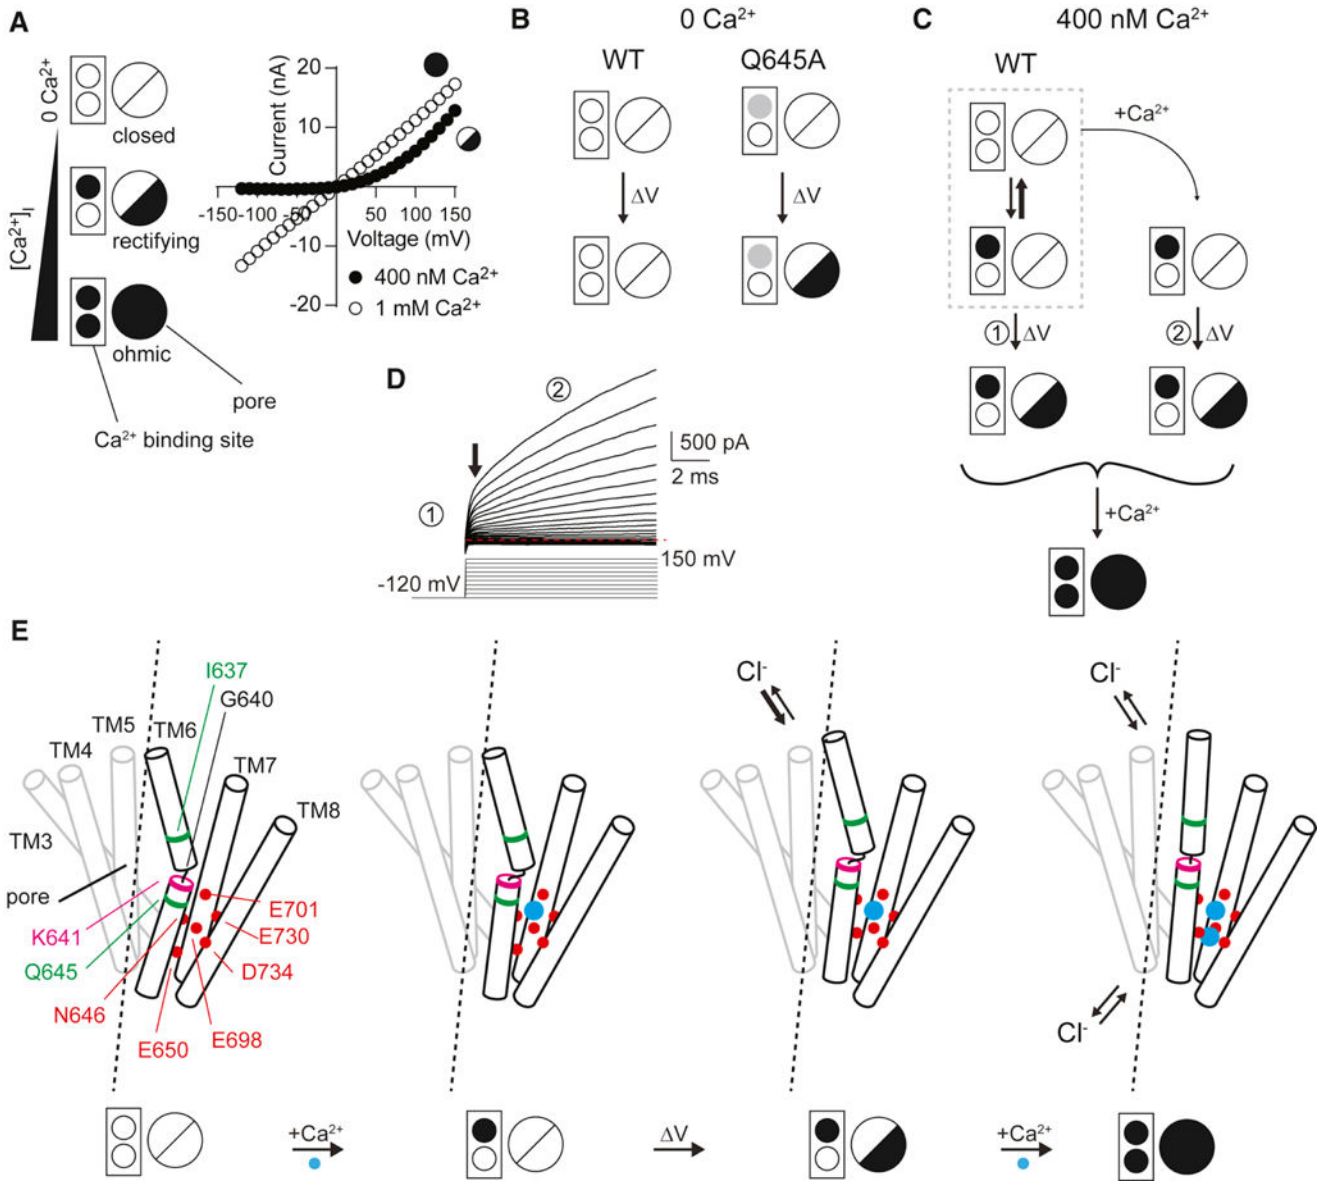 A
0 Ca²⁺
[Ca²⁺]I
closed
rectifying
ohmic
pore
Ca²⁺ binding site
Current (nA)
20
10
-10
-20
-150
-100
-50
50
100
150
Voltage (mV)
400 nM Ca²⁺
1 mM Ca²⁺
B
0 Ca²⁺
WT
Q645A
ΔV
ΔV
C
400 nM Ca²⁺
WT
+Ca²⁺
1
ΔV
2
ΔV
+Ca²⁺
D
2
1
500 pA
2 ms
150 mV
-120 mV
E
I637
G640
TM5
TM6
TM4
TM7
TM8
TM3
pore
K641
Q645
N646
E650
E698
D734
E730
E701
Cl⁻
Cl⁻
Cl⁻
+Ca²⁺
ΔV
+Ca²⁺